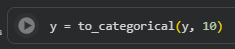 y = to_categorical(y, 10)